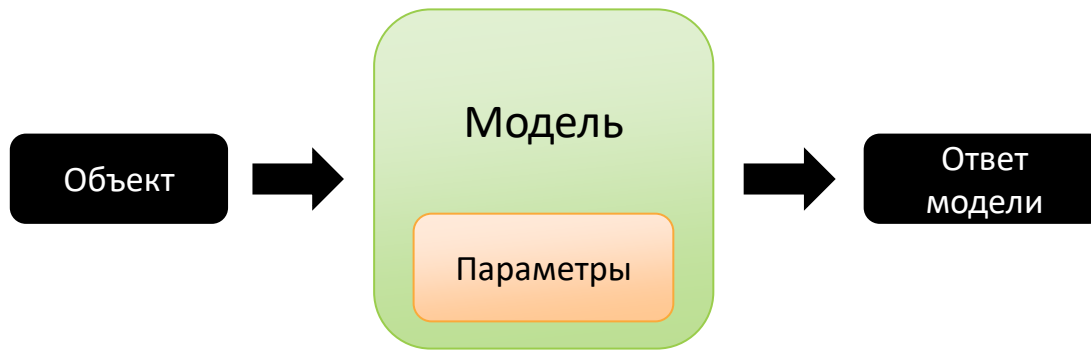 Объект
Модель
Параметры
Ответ
модели